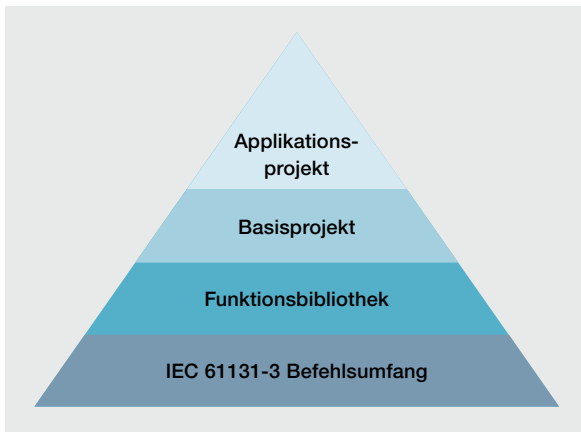 Applikations-
projekt
Basisprojekt
Funktionsbibliothek
IEC 61131-3 Befehlsumfang